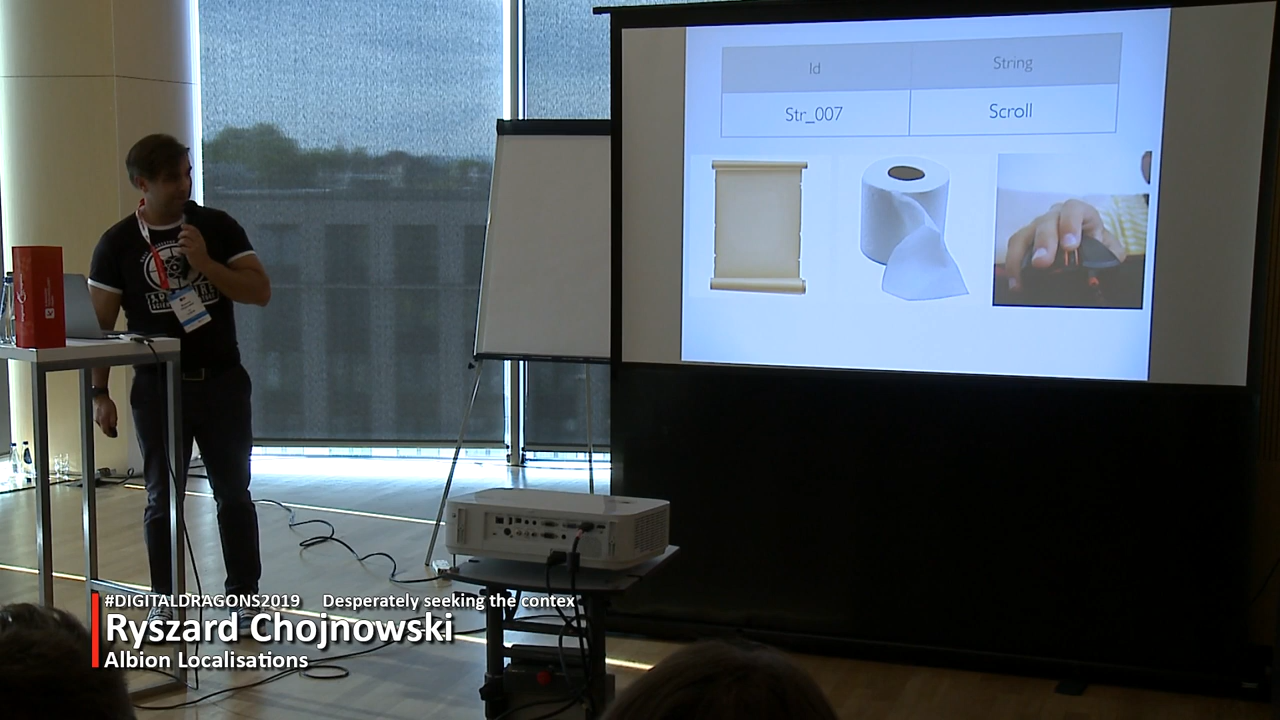 Id
String
Str_007
Scroll
#DIGITALDRAGONS2019 Desperately seeking the contex
Ryszard Chojnowski
Albion Localisations